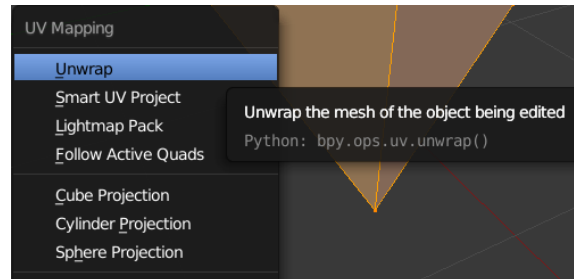 UV Mapping
Unwrap
Smart UV Project
Lightmap Pack
Follow Active Quads
Cube Projection
Cylinder Projection
Sphere Projection
Unwrap the mesh of the object being edited
Python: bpy.ops.uv.unwrap()